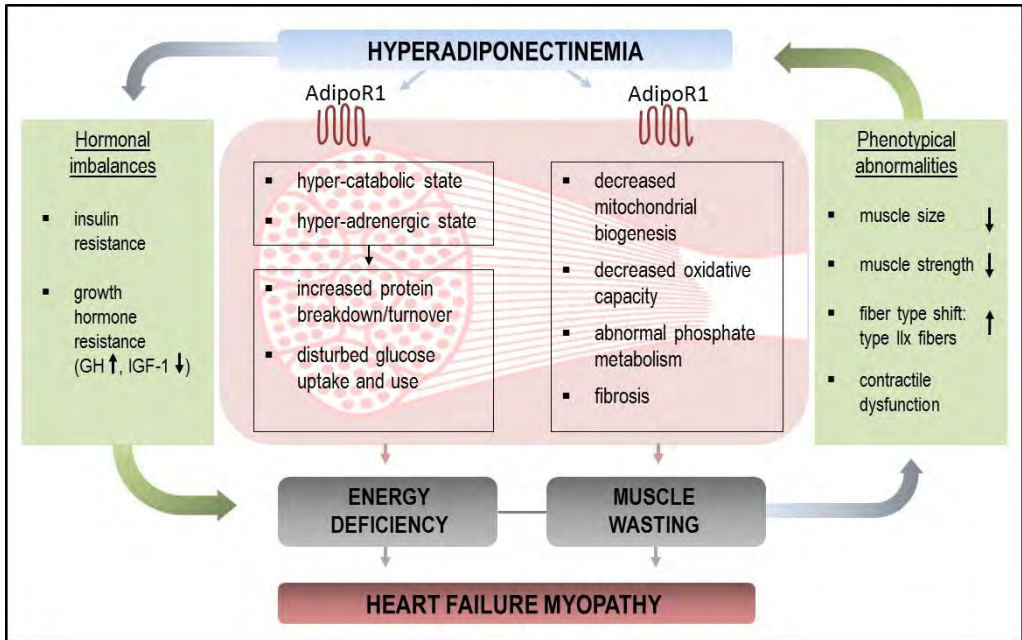 HYPERADIPONECTINEMIA
AdipoR1
AdipoR1
Hormonal
imbalances
▪ insulin
resistance
▪ growth
hormone
resistance
(GH ↑, IGF-1 ↓)
▪ hyper-catabolic state
▪ hyper-adrenergic state
▪ increased protein
breakdown/turnover
▪ disturbed glucose
uptake and use
▪ decreased
mitochondrial
biogenesis
▪ decreased oxidative
capacity
▪ abnormal phosphate
metabolism
▪ fibrosis
Phenotypical
abnormalities
▪ muscle size ↓
▪ muscle strength ↓
▪ fiber type shift: ↑
type IIx fibers
▪ contractile
dysfunction
ENERGY
DEFICIENCY
MUSCLE
WASTING
HEART FAILURE MYOPATHY